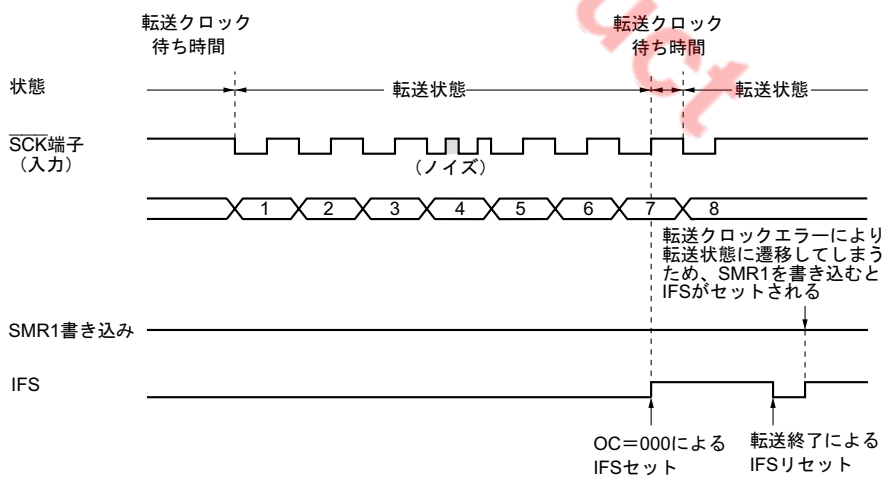 転送クロック
待ち時間
転送クロック
待ち時間
状態
転送状態
転送状態
SCK端子
（入力）
（ノイズ）
1 2 3 4 5 6 7 8
転送クロックエラーにより
転送状態に遷移してしまう
ため、SMR1を書き込むと
IFSがセットされる
SMR1書き込み
IFS
OC＝000による
IFSセット
転送終了による
IFSリセット